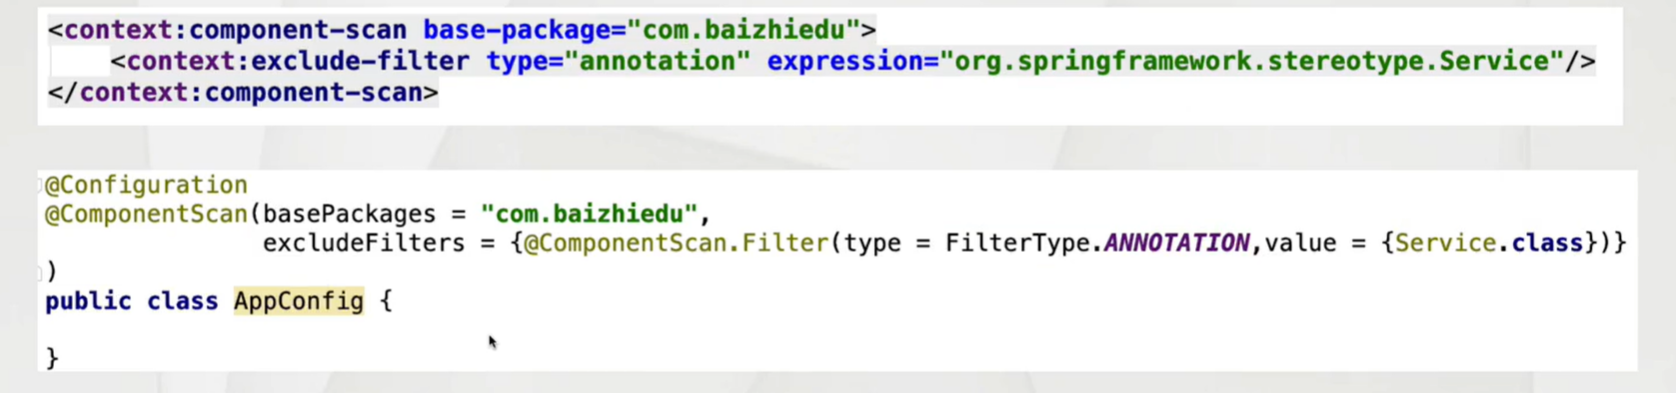 <context:component-scan base-package="com.baizhiedu">
    <context:exclude-filter type="annotation" expression="org.springframework.stereotype.Service"/>
</context:component-scan>
@Configuration
@ComponentScan(basePackages = "com.baizhiedu",
               excludeFilters = {@ComponentScan.Filter(type = FilterType.ANNOTATION,value = {Service.class})}
)
public class AppConfig {
}